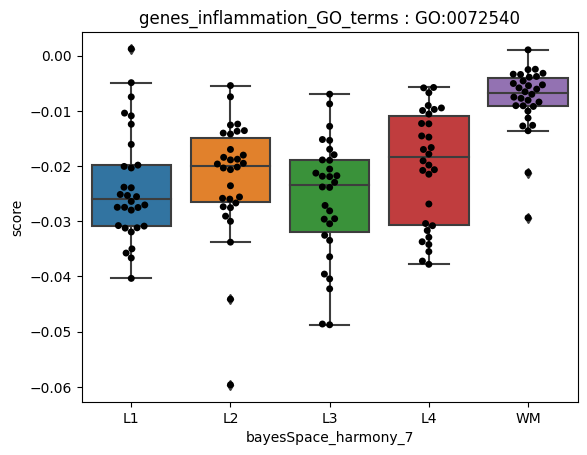 genes_inflammation_GO_terms : GO:0072540
0.00
−0.01
−0.02
−0.03
−0.04
−0.05
−0.06
score
L1 L2 L3 L4 WM
bayesSpace_harmony_7